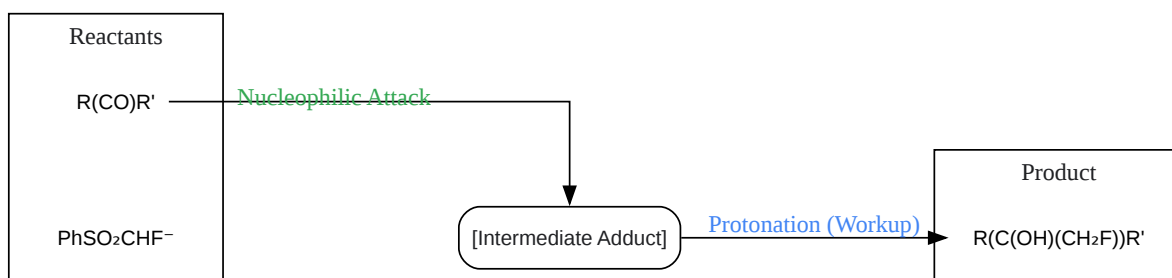 Reactants
R(CO)R'
Nucleophilic Attack
PhSO₂CHF⁻
[Intermediate Adduct]
Protonation (Workup)
Product
R(C(OH)(CH₂F))R'